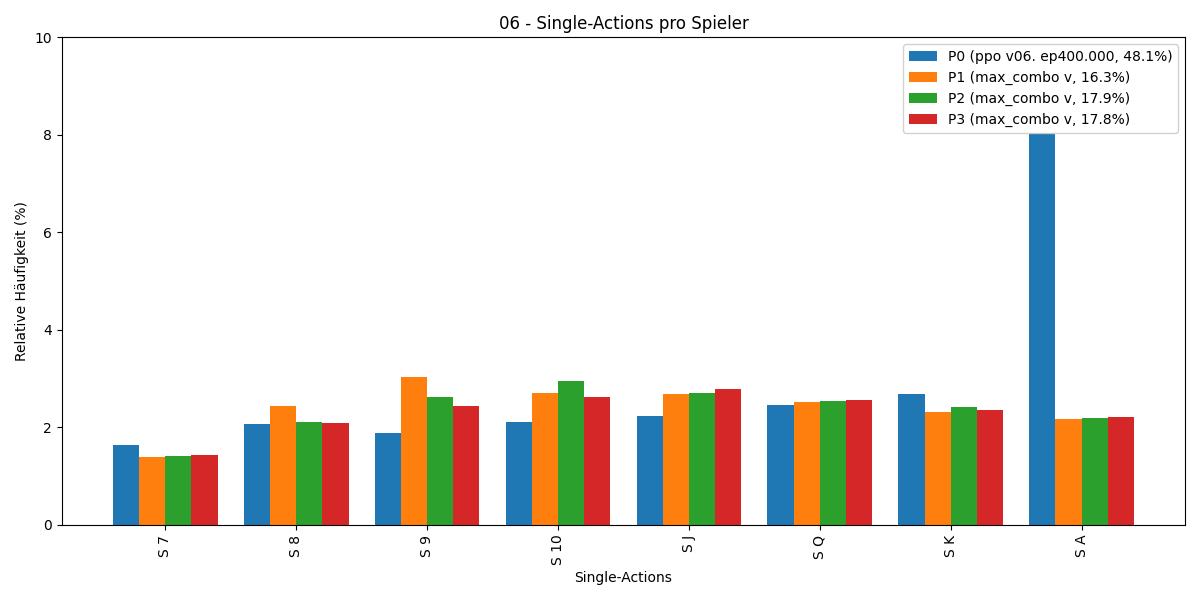 06 - Single-Actions pro Spieler
P0 (ppo v06. ep400.000, 48.1%)
P1 (max_combo v, 16.3%)
P2 (max_combo v, 17.9%)
P3 (max_combo v, 17.8%)
Relative Häufigkeit (%)
10
8
6
4
2
0
S 7
S 8
S 9
S 10
S J
S Q
S K
S A
Single-Actions